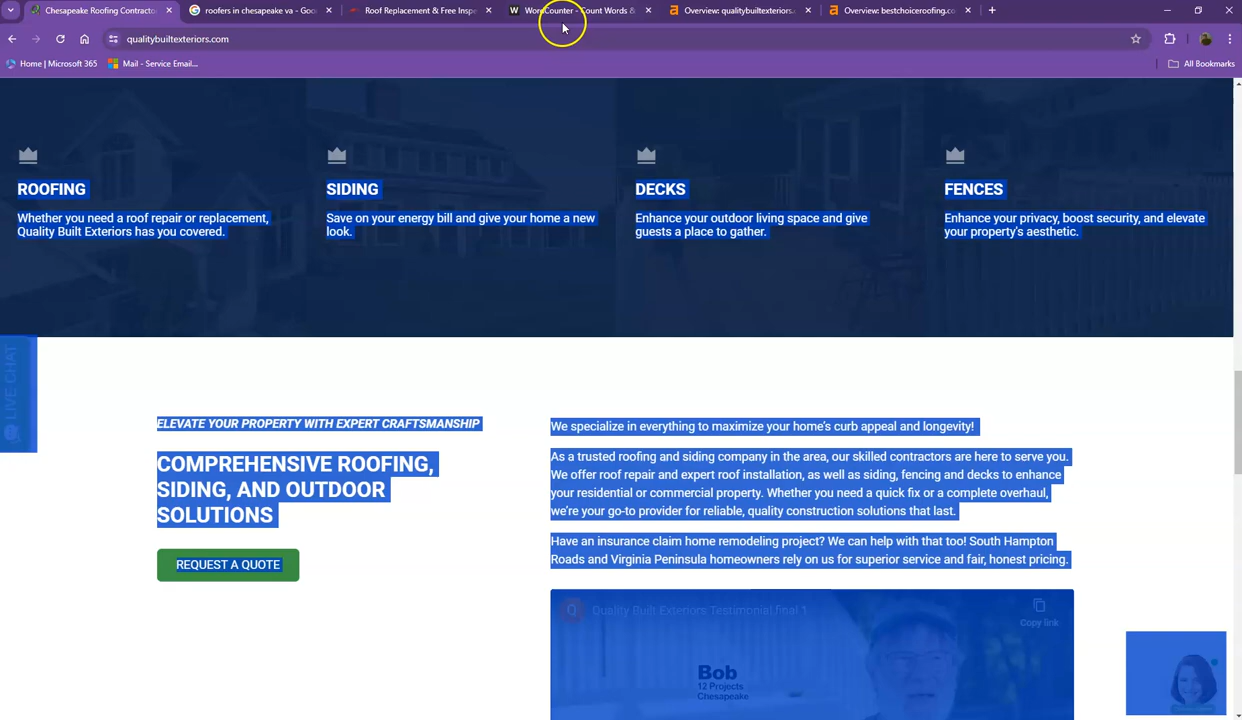 Chesapeake Roofing Contracto
roofers in chesapeake va - Goo
Roof Replacement & Free Inspe
W
WordCounter - Count Words &
Overview: qualitybuiltexteriors.
Overview: bestchoiceroofing.co
qualitybuiltexteriors.com
Home | Microsoft 365
Mail - Service Email...
All Bookmarks
ROOFING
Whether you need a roof repair or replacement,
Quality Built Exteriors has you covered.
SIDING
Save on your energy bill and give your home a new
look.
DECKS
Enhance your outdoor living space and give
guests a place to gather.
FENCES
Enhance your privacy, boost security, and elevate
your property's aesthetic.
LIVE CHAT
ELEVATE YOUR PROPERTY WITH EXPERT CRAFTSMANSHIP
COMPREHENSIVE ROOFING,
SIDING, AND OUTDOOR
SOLUTIONS
REQUEST A QUOTE
We specialize in everything to maximize your home's curb appeal and longevity!
As a trusted roofing and siding company in the area, our skilled contractors are here to serve you.
We offer roof repair and expert roof installation, as well as siding, fencing and decks to enhance
your residential or commercial property. Whether you need a quick fix or a complete overhaul,
we're your go-to provider for reliable, quality construction solutions that last.
Have an insurance claim home remodeling project? We can help with that too! South Hampton
Roads and Virginia Peninsula homeowners rely on us for superior service and fair, honest pricing.
Q
Quality Built Exteriors Testimonial final 1
Copy link
Bob
12 Projects
Chesapeake